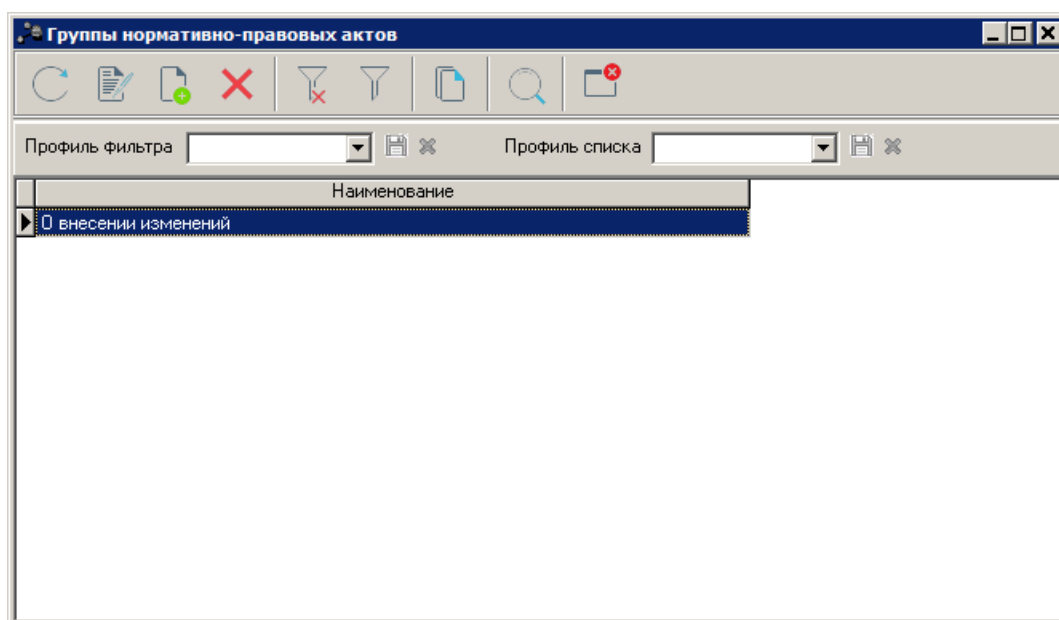 Группы нормативно-правовых актов
Профиль фильтра Профиль списка
Наименование
О внесении изменений